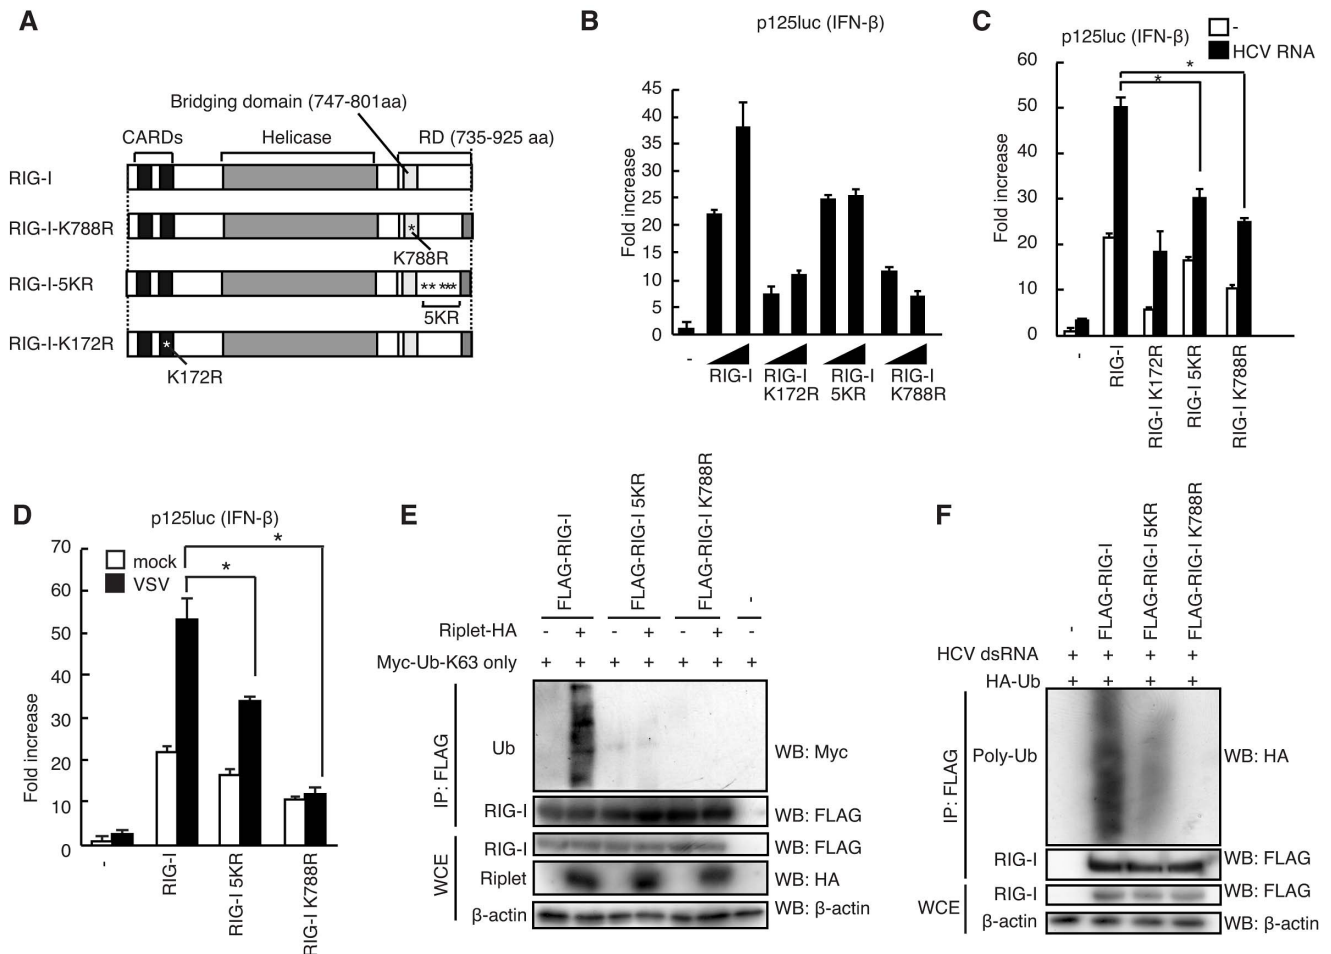 A
Bridging domain (747-801aa)
CARDs
Helicase
RD (735-925 aa)
RIG-I
RIG-I-K788R
*
K788R
RIG-I-5KR
** ***
5KR
RIG-I-K172R
*
K172R
B
p125luc (IFN-β)
Fold increase
45
40
35
30
25
20
15
10
5
0
-
RIG-I
RIG-I
K172R
RIG-I
5KR
RIG-I
K788R
C
p125luc (IFN-β)
-
HCV RNA
*
*
Fold increase
60
50
40
30
20
10
0
-
RIG-I
RIG-I K172R
RIG-I 5KR
RIG-I K788R
D
p125luc (IFN-β)
mock
VSV
*
*
Fold increase
70
60
50
40
30
20
10
0
-
RIG-I
RIG-I 5KR
RIG-I K788R
E
FLAG-RIG-I
FLAG-RIG-I 5KR
FLAG-RIG-I K788R
-
Riplet-HA - + - + - + -
Myc-Ub-K63 only + + + + + + +
IP: FLAG
Ub
WB: Myc
RIG-I
WB: FLAG
WCE
RIG-I
WB: FLAG
Riplet
WB: HA
β-actin
WB: β-actin
F
-
FLAG-RIG-I
FLAG-RIG-I 5KR
FLAG-RIG-I K788R
HCV dsRNA + + + +
HA-Ub + + + +
IP: FLAG
Poly-Ub
WB: HA
RIG-I
WB: FLAG
WCE
RIG-I
WB: FLAG
β-actin
WB: β-actin